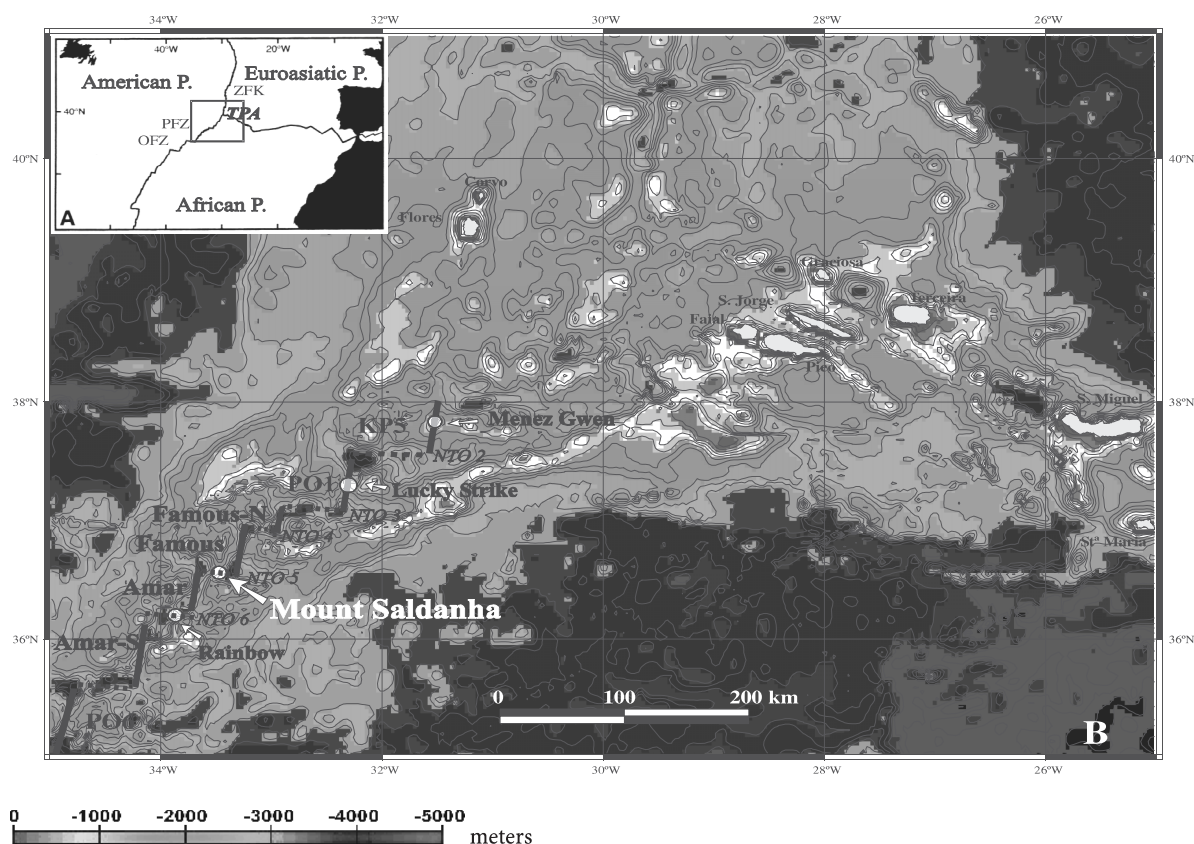 34°W 32°W 30°W 28°W 26°W
40°W 20°W
American P. Euroasiatic P.
ZFK
40°N
TPA
PFZ
OFZ
African P.
A
40°N 40°N
Corvo
Flores
Graciosa
S. Jorge Terceira
Faial
Pico
38°N 38°N
S. Miguel
KP5 Menez Gwen
NTO 2
PO1 Lucky Strike
Famous-N NTO 3
Famous NTO 4
Stª Maria
Amar NTO 5
Mount Saldanha
NTO 6
36°N Amar-S 36°N
Rainbow
0 100 200 km
B
34°W 32°W 30°W 28°W 26°W
0 -1000 -2000 -3000 -4000 -5000
meters